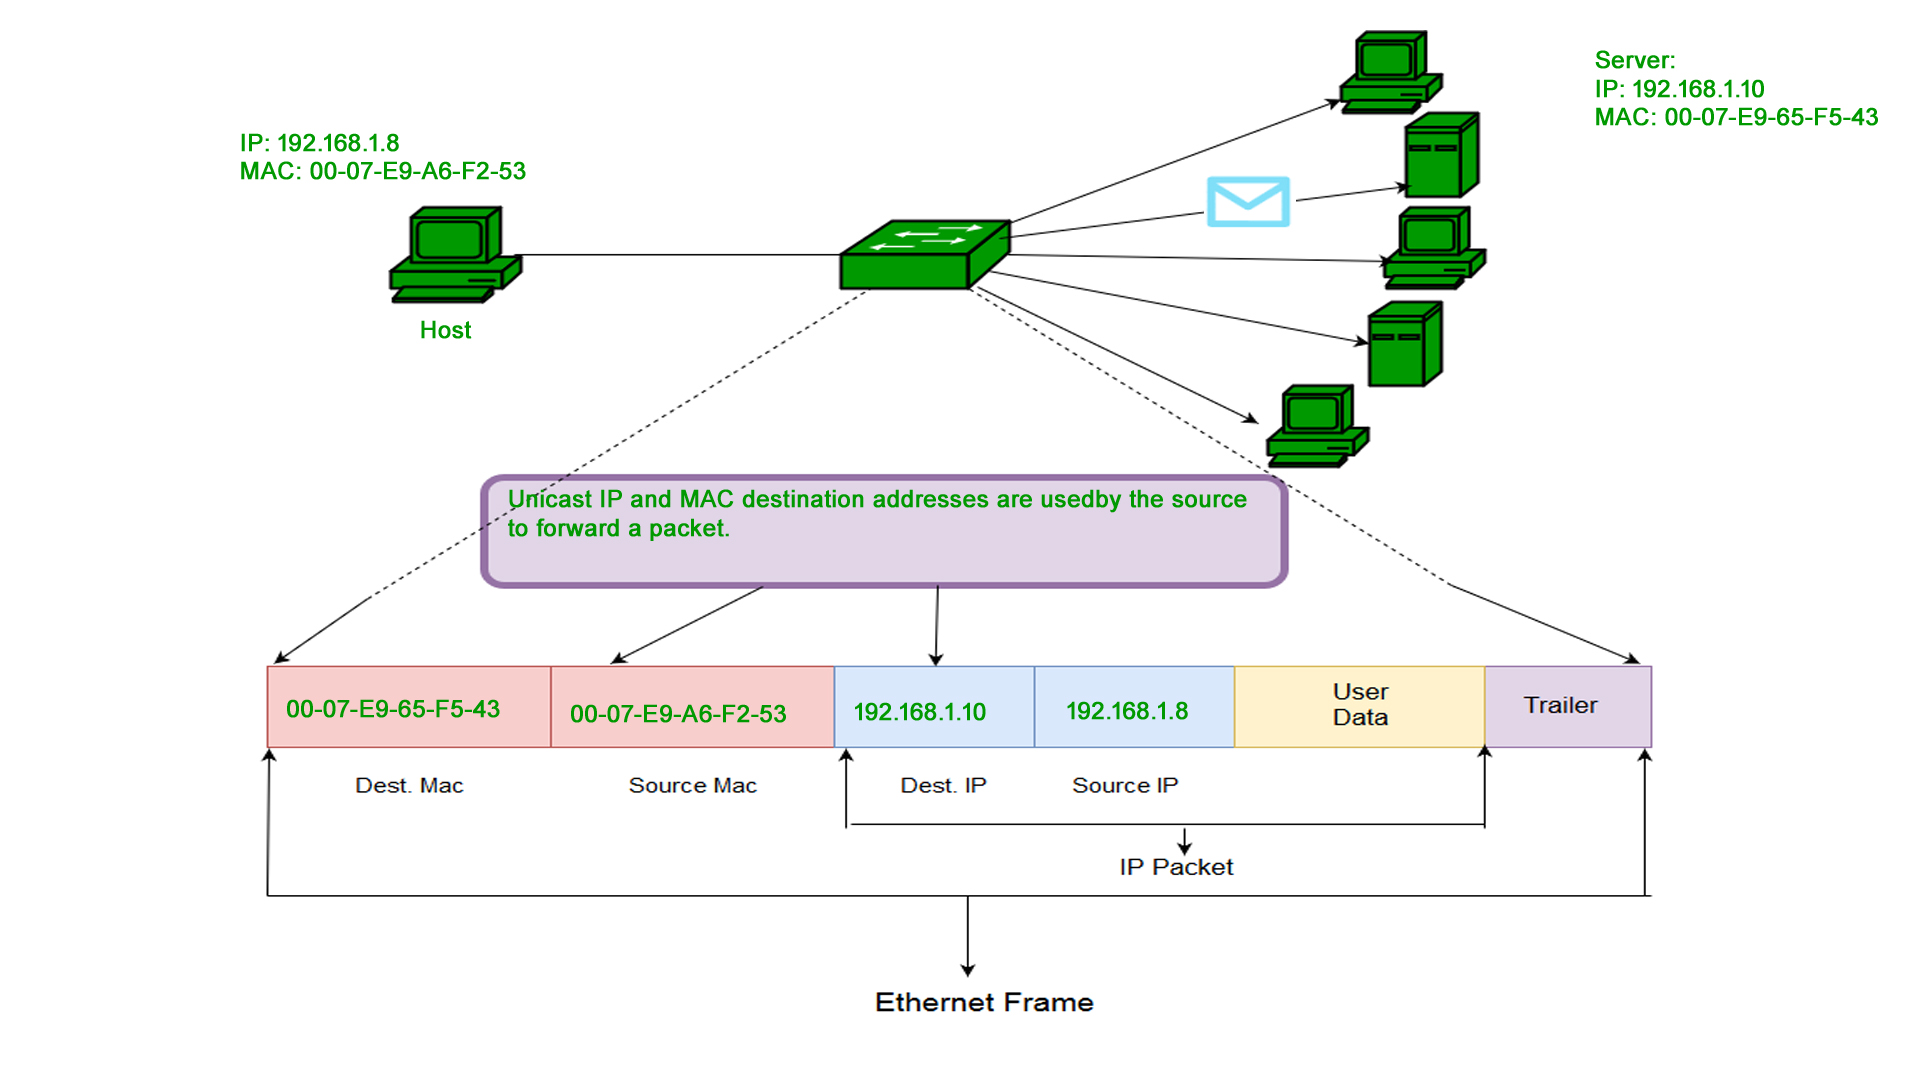 Server:
IP: 192.168.1.10
MAC: 00-07-E9-65-F5-43
IP: 192.168.1.8
MAC: 00-07-E9-A6-F2-53
Host
Unicast IP and MAC destination addresses are usedby the source
to forward a packet.
00-07-E9-65-F5-43
00-07-E9-A6-F2-53
192.168.1.10
192.168.1.8
User
Data
Trailer
Dest. Mac
Source Mac
Dest. IP
Source IP
IP Packet
Ethernet Frame